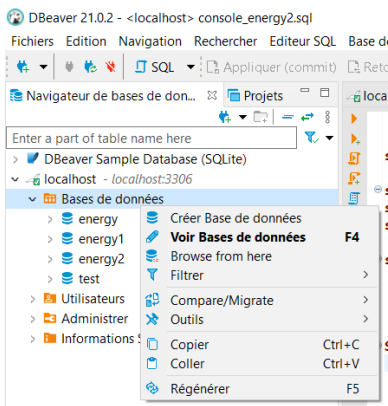 DBeaver 21.0.2 - <localhost> console_energy2.sql
Fichiers Edition Navigation Rechercher Editeur SQL Base d
SQL Appliquer (commit) Reto
Navigateur de bases de don... Projets loca
Enter a part of table name here
DBeaver Sample Database (SQLite)
localhost - localhost:3306
Bases de données
energy
energy1
energy2
test
Utilisateurs
Administrer
Informations S
Créer Base de données
Voir Bases de données F4
Browse from here
Filtrer
Compare/Migrate
Outils
Copier Ctrl+C
Coller Ctrl+V
Régénérer F5